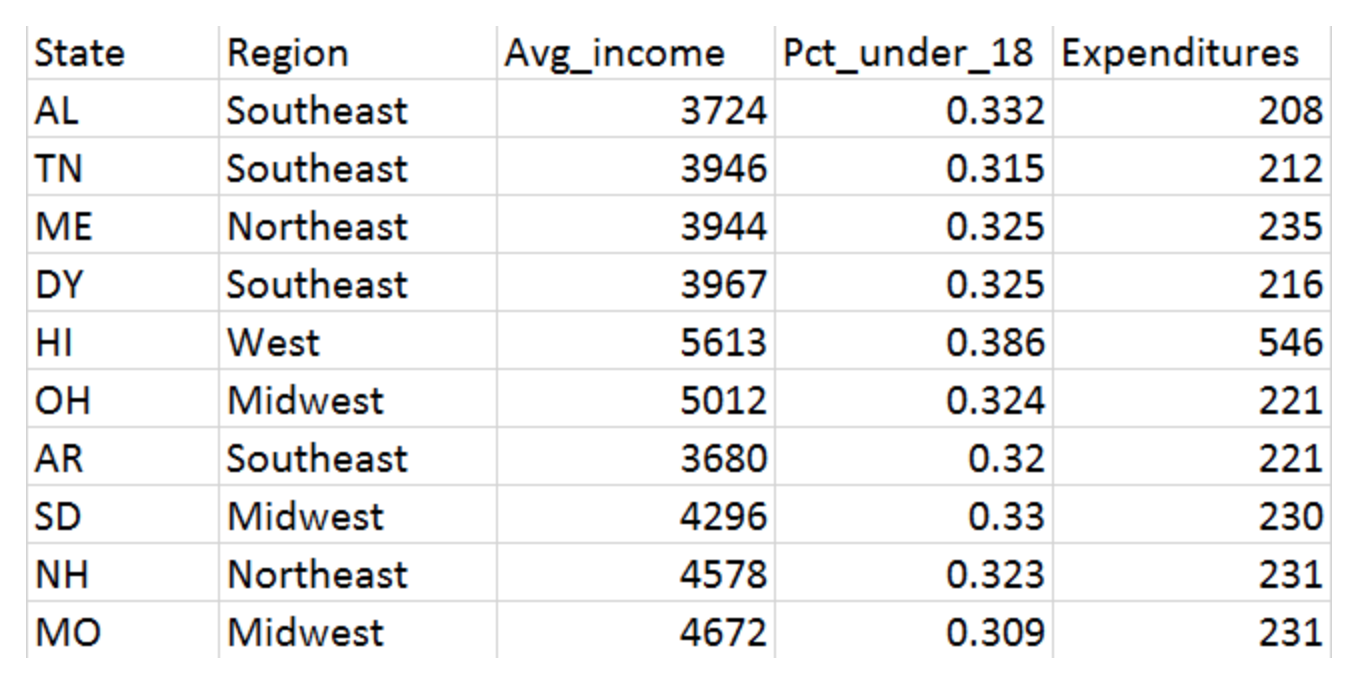 State Region Avg_income Pct_under_18 Expenditures
AL Southeast 3724 0.332 208
TN Southeast 3946 0.315 212
ME Northeast 3944 0.325 235
DY Southeast 3967 0.325 216
HI West 5613 0.386 546
OH Midwest 5012 0.324 221
AR Southeast 3680 0.32 221
SD Midwest 4296 0.33 230
NH Northeast 4578 0.323 231
MO Midwest 4672 0.309 231